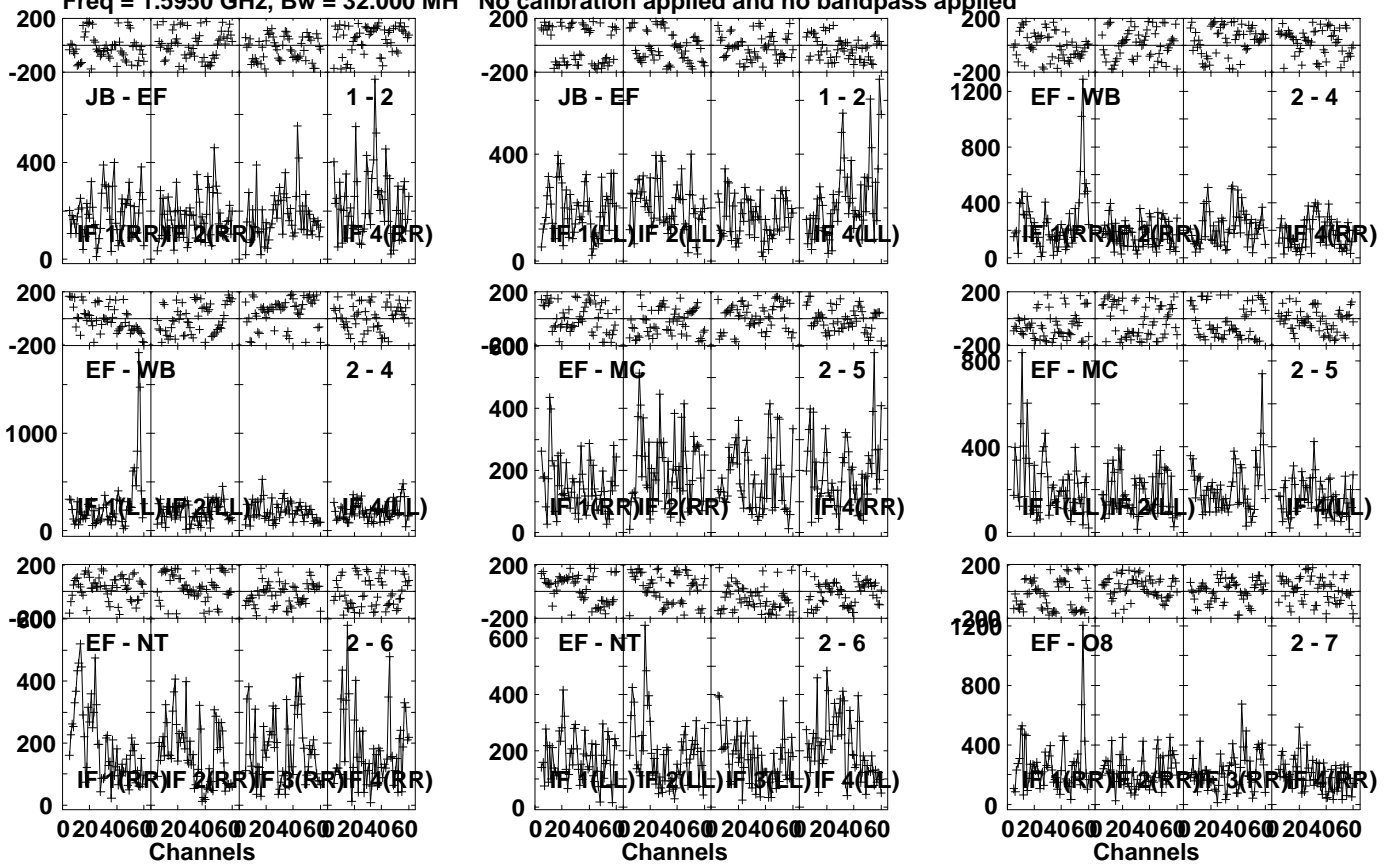 Freq = 1.5950 GHz, Bw = 32.000 MH No calibration applied and no bandpass applied
200
-200
JB - EF 1 - 2
400
0
IF 1(RR) IF 2(RR) IF 4(RR)
200
-200
JB - EF 1 - 2
400
0
IF 1(LL) IF 2(LL) IF 4(LL)
200
-200
1200
EF - WB 2 - 4
800
400
0
IF 1(RR) IF 2(RR) IF 4(RR)
200
-200
EF - WB 2 - 4
1000
0
IF 1(LL) IF 2(LL) IF 4(LL)
200
-200
600
EF - MC 2 - 5
400
200
0
IF 1(RR) IF 2(RR) IF 4(RR)
200
-200
800
EF - MC 2 - 5
400
0
IF 1(LL) IF 2(LL) IF 4(LL)
200
-200
600
EF - NT 2 - 6
400
200
0
IF 1(RR) IF 2(RR) IF 3(RR) IF 4(RR)
0 20 40 60 0 20 40 60 0 20 40 60 0 20 40 60
Channels
200
-200
600
EF - NT 2 - 6
400
200
0
IF 1(LL) IF 2(LL) IF 3(LL) IF 4(LL)
0 20 40 60 0 20 40 60 0 20 40 60 0 20 40 60
Channels
200
-200
1200
EF - O8 2 - 7
800
400
0
IF 1(RR) IF 2(RR) IF 3(RR) IF 4(RR)
0 20 40 60 0 20 40 60 0 20 40 60 0 20 40 60
Channels